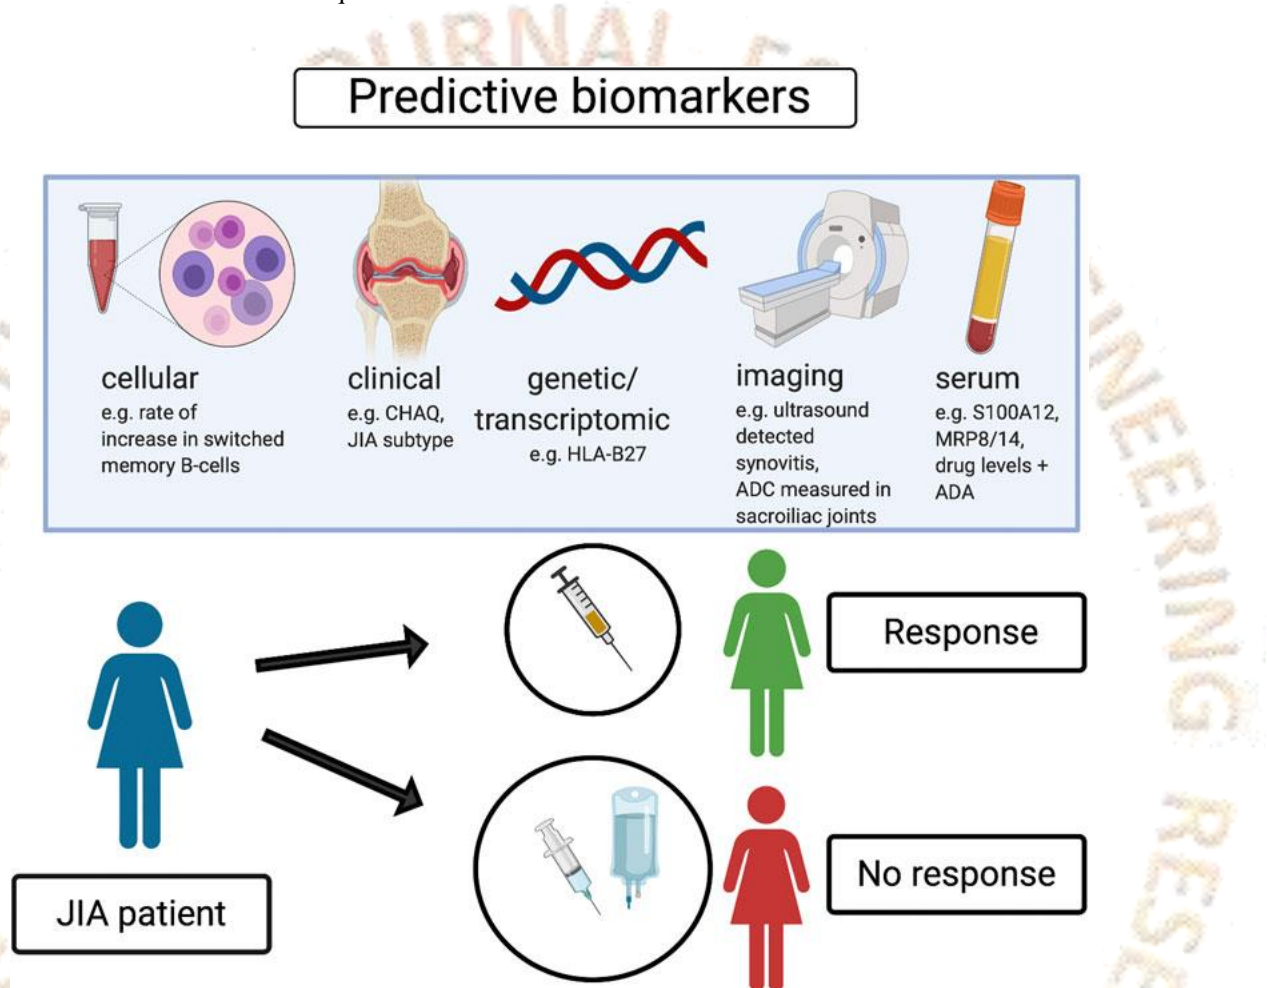 JOURNAL
Predictive biomarkers
cellular
e.g. rate of
increase in switched
memory B-cells
clinical
e.g. CHAQ,
JIA subtype
genetic/
transcriptomic
e.g. HLA-B27
imaging
e.g. ultrasound
detected
synovitis,
ADC measured in
sacroiliac joints
serum
e.g. S100A12,
MRP8/14,
drug levels +
ADA
JIA patient
Response
No response